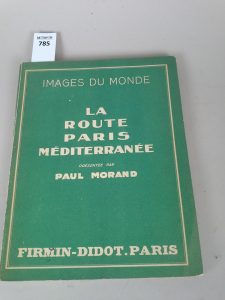 785
IMAGES DU MONDE
LA
ROUTE
PARIS
MÉDITERRANÉE
PRÉSENTÉE PAR
PAUL MORAND
FIRMIN-DIDOT. PARIS